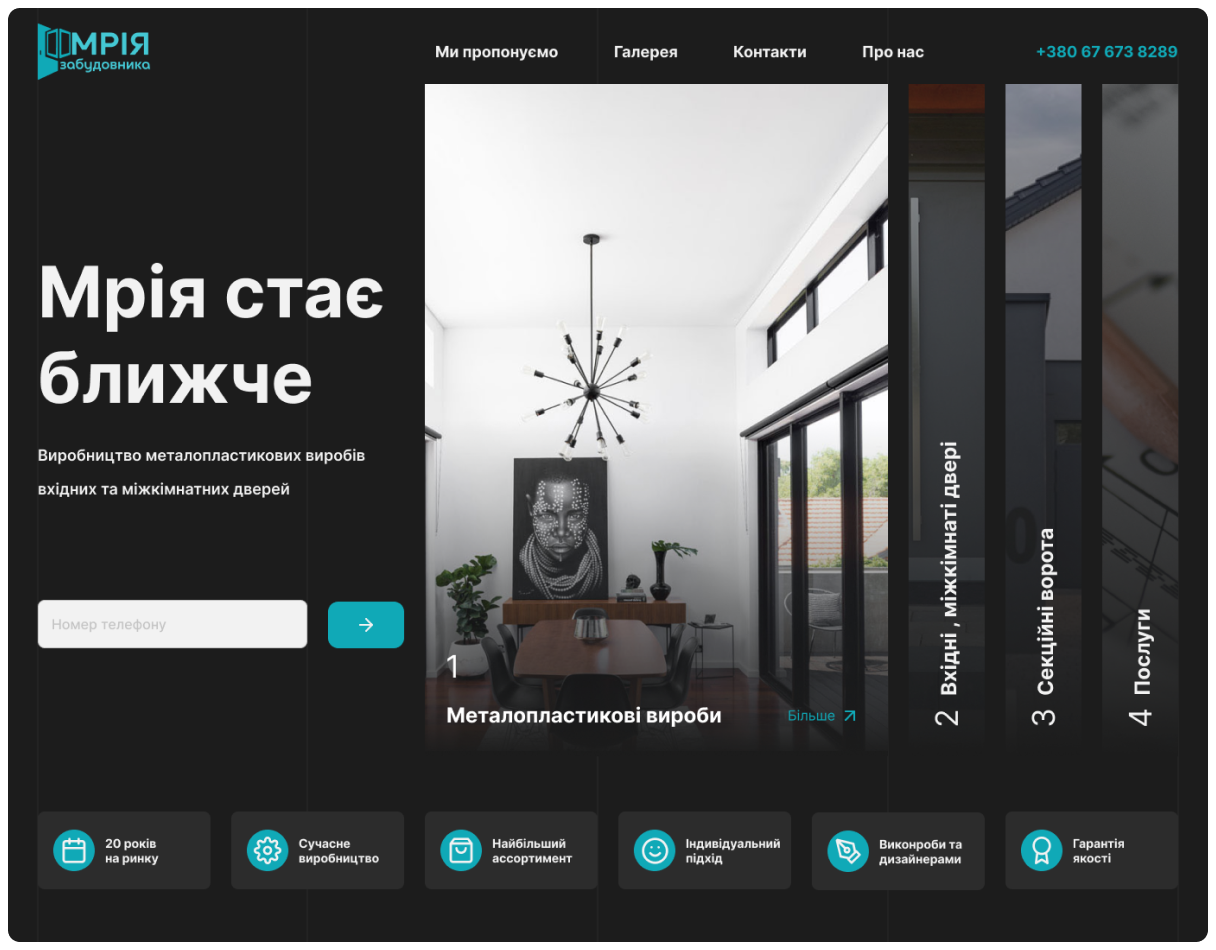 МРІЯ
забудовника
Ми пропонуємо
Галерея
Контакти
Про нас
+380 67 673 8289
Мрія стає
ближче
Виробництво металопластикових виробів
вхідних та міжкімнатних дверей
Номер телефону
1
Металопластикові вироби
Більше
2 Вхідні , міжкімнаті двері
3 Секційні ворота
4 Послуги
20 років
на ринку
Сучасне
виробництво
Найбільший
ассортимент
Індивідуальний
підхід
Виконроби та
дизайнерами
Гарантія
якості